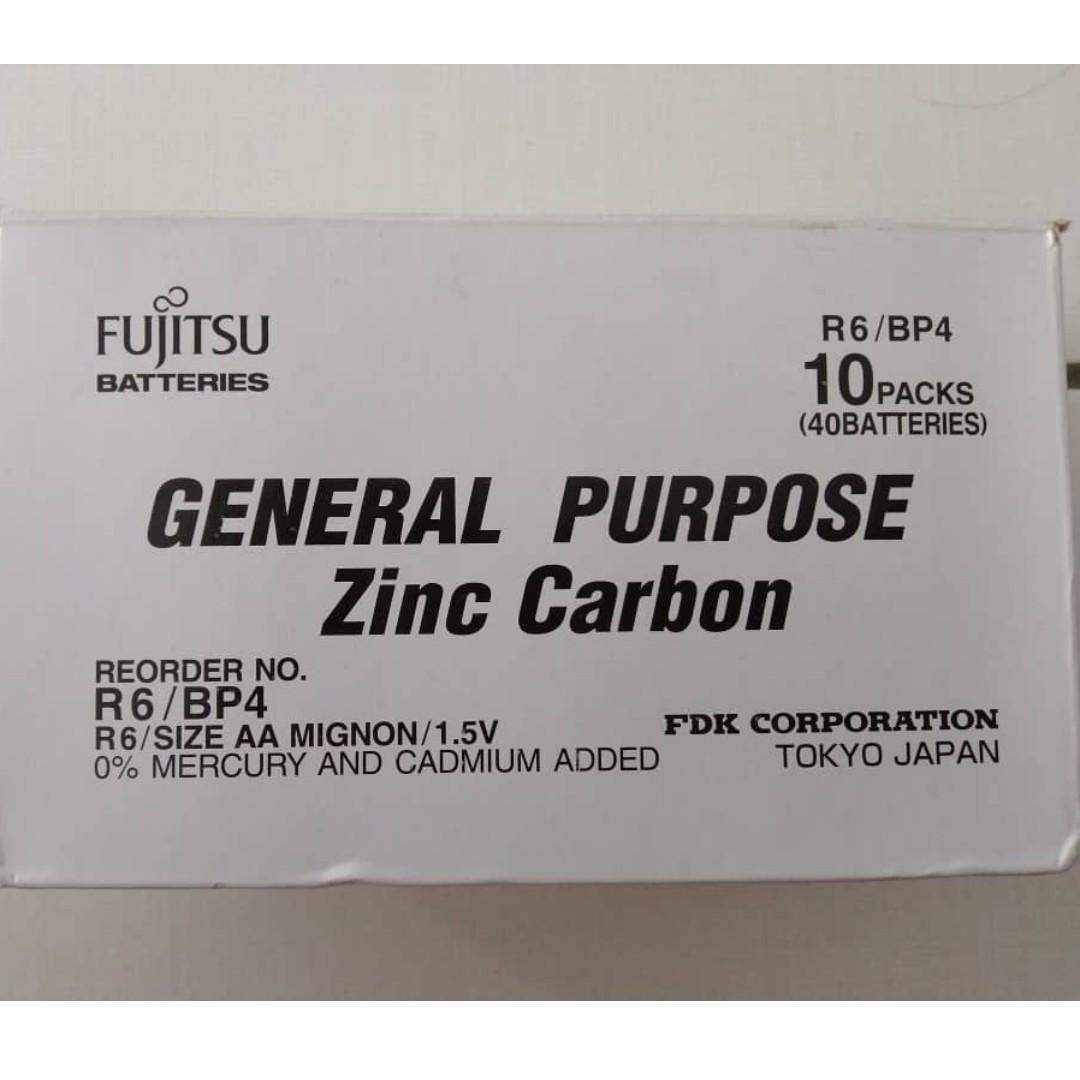 FUJITSU
BATTERIES
R6/BP4
10PACKS
(40BATTERIES)
GENERAL PURPOSE
Zinc Carbon
REORDER NO.
R6/BP4
R6/SIZE AA MIGNON/1.5V
0% MERCURY AND CADMIUM ADDED
FDK CORPORATION
TOKYO JAPAN